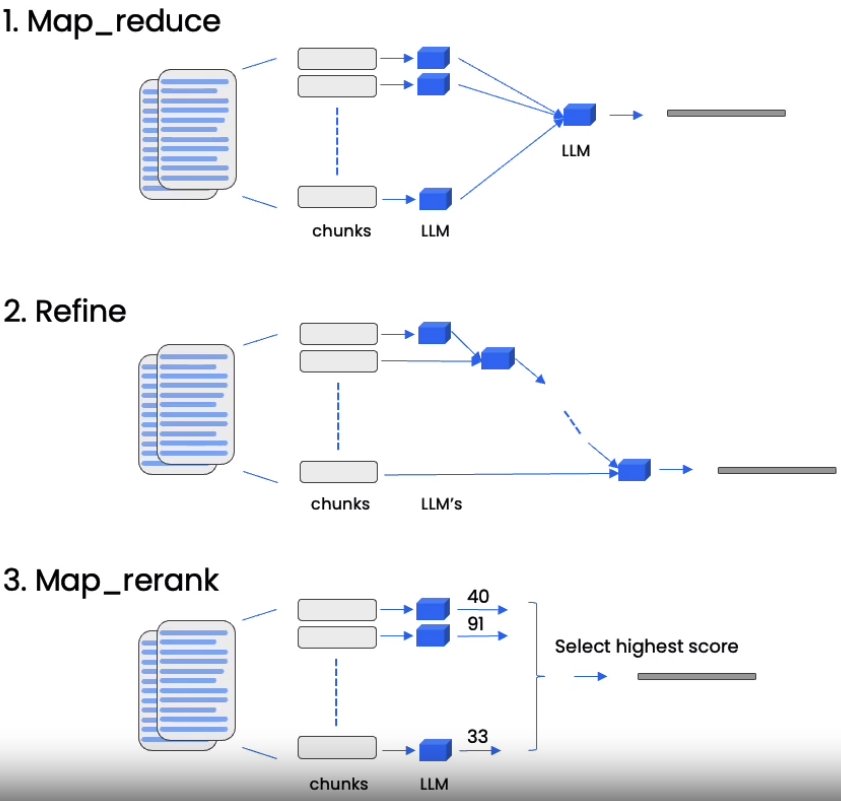 1. Map_reduce
LLM
chunks LLM
2. Refine
chunks LLM's
3. Map_rerank
40
91
Select highest score
33
chunks LLM